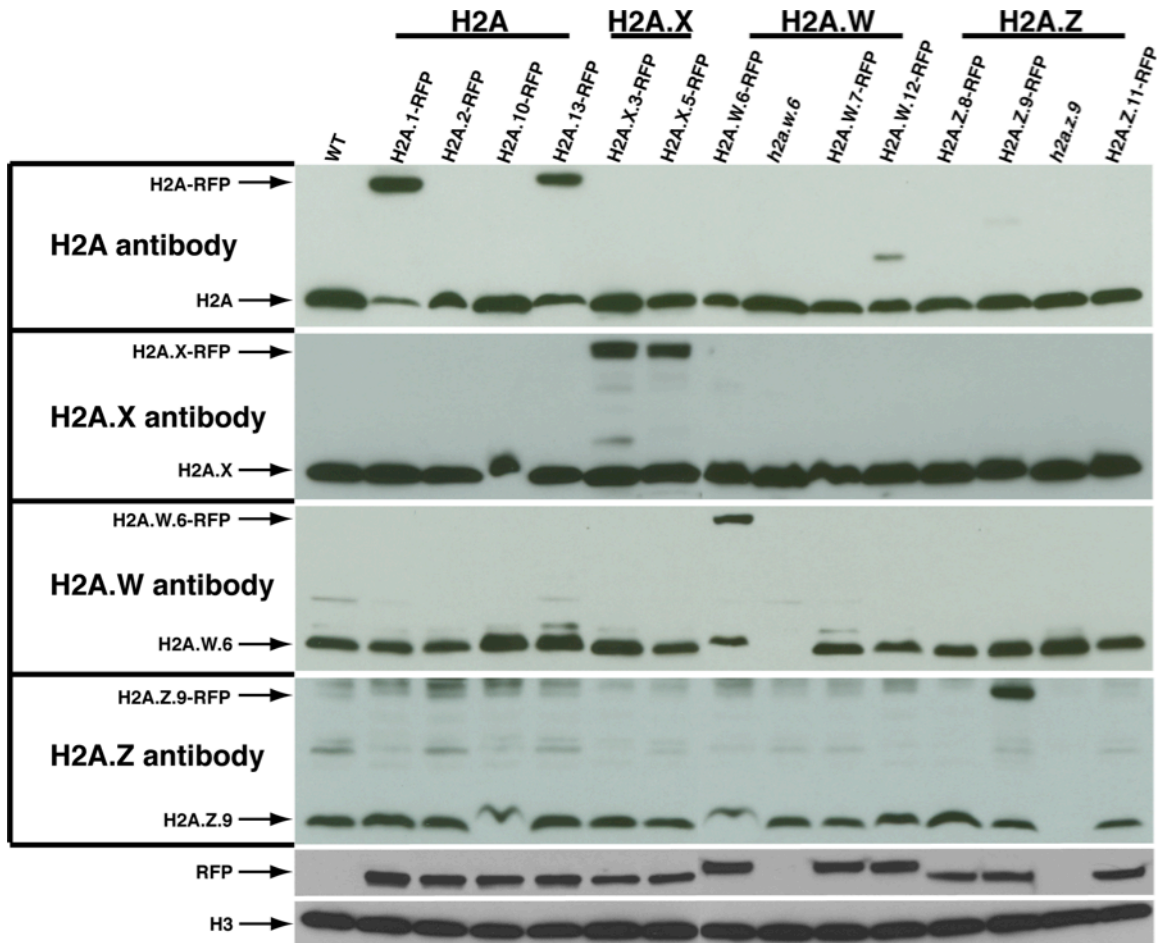 H2A H2A.X H2A.W H2A.Z
WT H2A.1-RFP H2A.2-RFP H2A.10-RFP H2A.13-RFP H2A.X.3-RFP H2A.X.5-RFP H2A.W.6-RFP h2a.w.6 H2A.W.7-RFP H2A.W.12-RFP H2A.Z.8-RFP H2A.Z.9-RFP h2a.z.9 H2A.Z.11-RFP
H2A-RFP
H2A antibody
H2A
H2A.X-RFP
H2A.X antibody
H2A.X
H2A.W.6-RFP
H2A.W antibody
H2A.W.6
H2A.Z.9-RFP
H2A.Z antibody
H2A.Z.9
RFP
H3